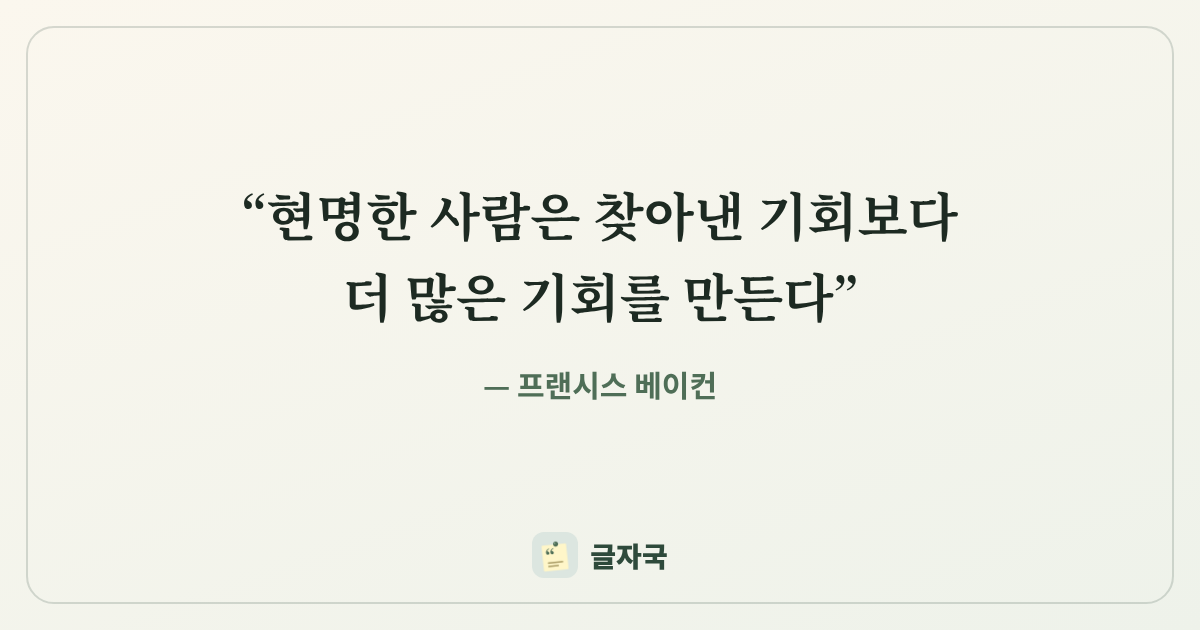 “현명한 사람은 찾아낸 기회보다
더 많은 기회를 만든다”
— 프랜시스 베이컨
글자국